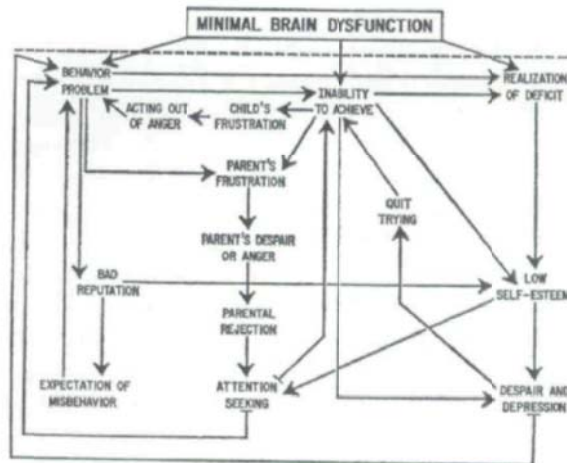 MINIMAL BRAIN DYSFUNCTION
BEHAVIOR
PROBLEM
INABILITY
TO ACHIEVE
REALIZATION
OF DEFICIT
ACTING OUT
OF ANGER
CHILD'S
FRUSTRATION
PARENT'S
FRUSTRATION
QUIT
TRYING
PARENT'S DESPAIR
OR ANGER
BAD
REPUTATION
LOW
SELF-ESTEEM
PARENTAL
REJECTION
EXPECTATION OF
MISBEHAVIOR
ATTENTION
SEEKING
DESPAIR AND
DEPRESSION